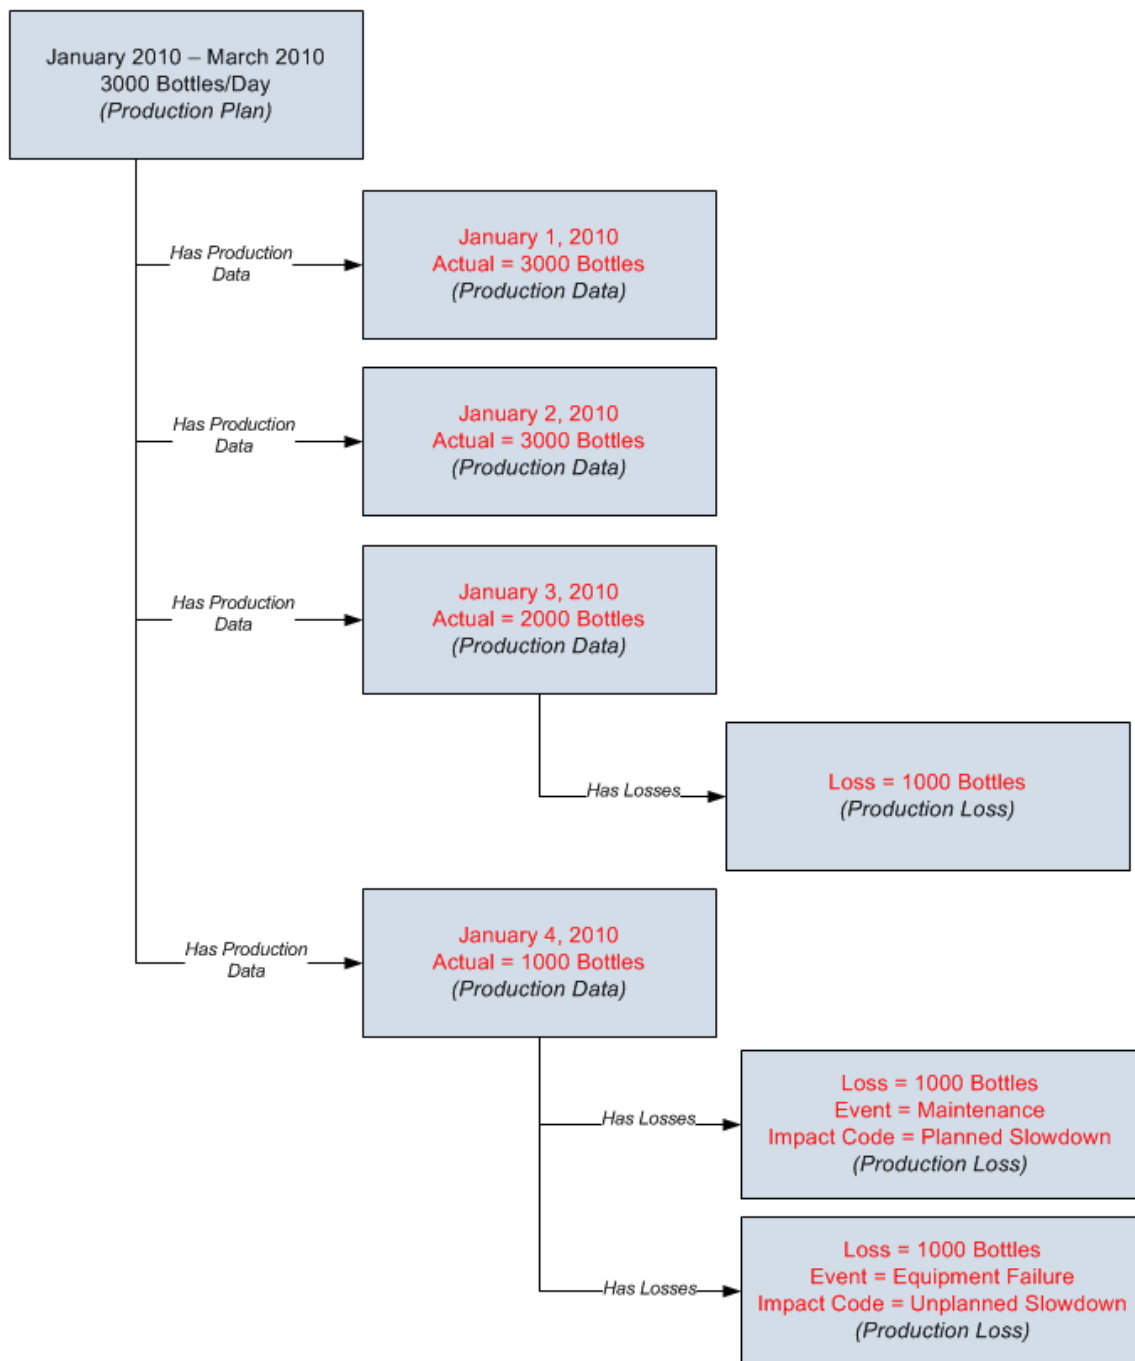 January 2010 – March 2010
3000 Bottles/Day
(Production Plan)
Has Production
Data
January 1, 2010
Actual = 3000 Bottles
(Production Data)
Has Production
Data
January 2, 2010
Actual = 3000 Bottles
(Production Data)
Has Production
Data
January 3, 2010
Actual = 2000 Bottles
(Production Data)
Has Losses
Loss = 1000 Bottles
(Production Loss)
Has Production
Data
January 4, 2010
Actual = 1000 Bottles
(Production Data)
Has Losses
Loss = 1000 Bottles
Event = Maintenance
Impact Code = Planned Slowdown
(Production Loss)
Has Losses
Loss = 1000 Bottles
Event = Equipment Failure
Impact Code = Unplanned Slowdown
(Production Loss)